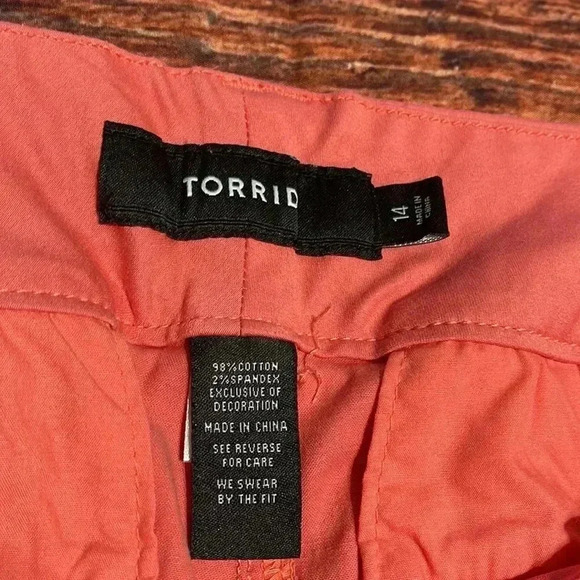 TORRID
14
MADE IN
CHINA
98%COTTON
2%SPANDEX
EXCLUSIVE OF
DECORATION
MADE IN CHINA
SEE REVERSE
FOR CARE
WE SWEAR
BY THE FIT